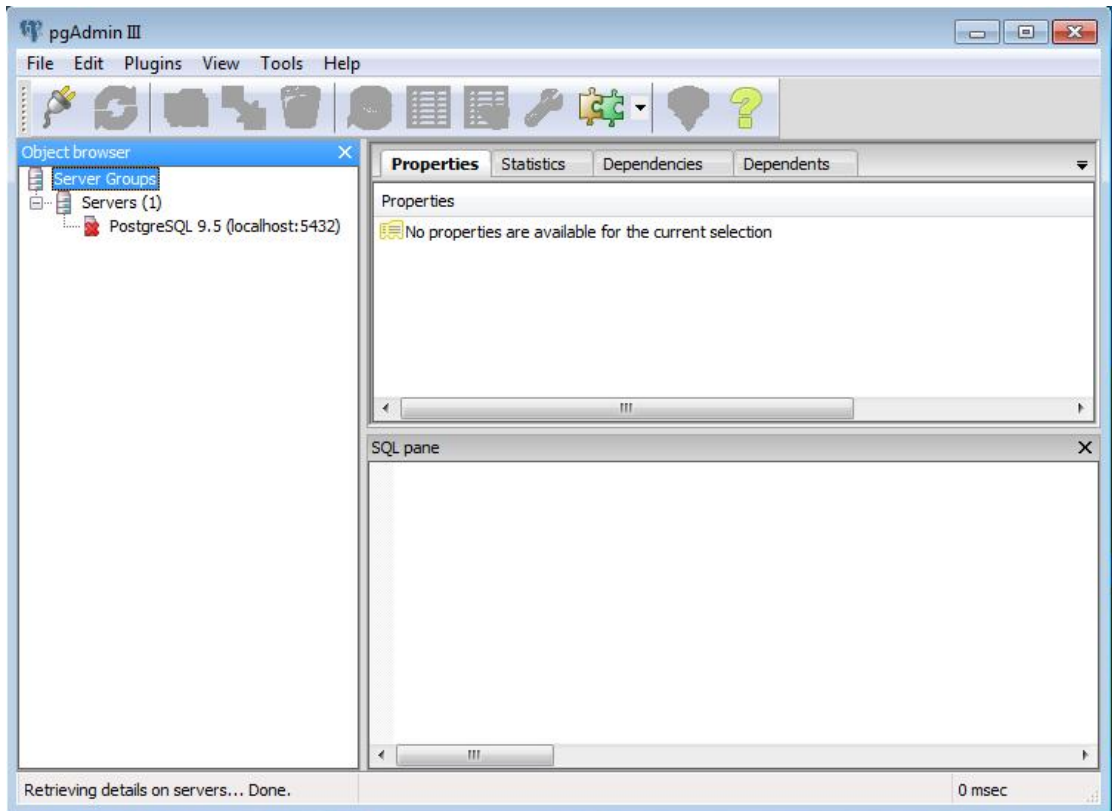 pgAdmin III
File Edit Plugins View Tools Help
Object browser
Server Groups
Servers (1)
PostgreSQL 9.5 (localhost:5432)
Properties Statistics Dependencies Dependents
Properties
No properties are available for the current selection
SQL pane
Retrieving details on servers... Done.
0 msec